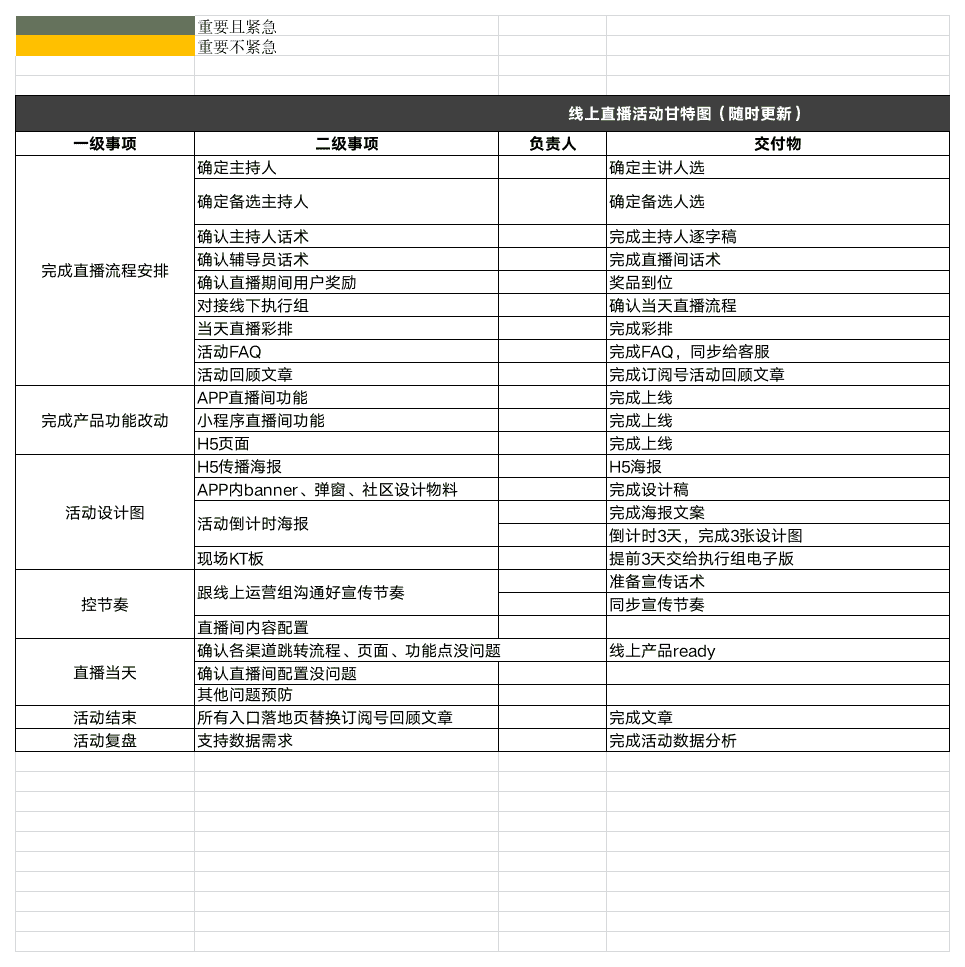 重要且紧急
重要不紧急
线上直播活动甘特图（随时更新）
一级事项 二级事项 负责人 交付物
完成直播流程安排
确定主持人 确定主讲人选
确定备选主持人 确定备选人选
确认主持人话术 完成主持人逐字稿
确认辅导员话术 完成直播间话术
确认直播期间用户奖励 奖品到位
对接线下执行组 确认当天直播流程
当天直播彩排 完成彩排
活动FAQ 完成FAQ，同步给客服
活动回顾文章 完成订阅号活动回顾文章
完成产品功能改动
APP直播间功能 完成上线
小程序直播间功能 完成上线
H5页面 完成上线
活动设计图
H5传播海报 H5海报
APP内banner、弹窗、社区设计物料 完成设计稿
活动倒计时海报 完成海报文案
倒计时3天，完成3张设计图
现场KT板 提前3天交给执行组电子版
控节奏
跟线上运营组沟通好宣传节奏 准备宣传话术
同步宣传节奏
直播间内容配置
直播当天
确认各渠道跳转流程、页面、功能点没问题 线上产品ready
确认直播间配置没问题
其他问题预防
活动结束 所有入口落地页替换订阅号回顾文章 完成文章
活动复盘 支持数据需求 完成活动数据分析